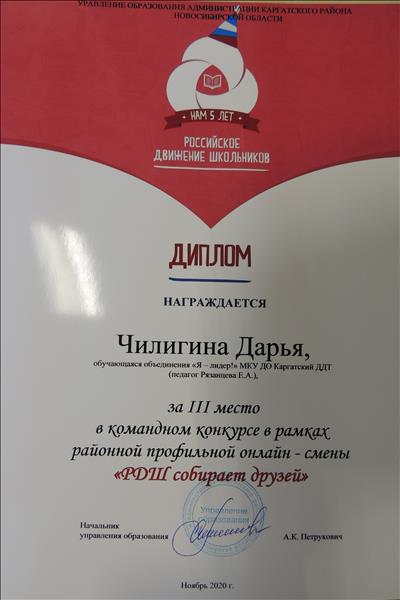 УПРАВЛЕНИЕ ОБРАЗОВАНИЯ АДМИНИСТРАЦИИ КАРГАТСКОГО РАЙОНА
НОВОСИБИРСКОЙ ОБЛАСТИ
НАМ 5 ЛЕТ
РОССИЙСКОЕ
ДВИЖЕНИЕ ШКОЛЬНИКОВ
ДИПЛОМ
НАГРАЖДАЕТСЯ
Чилигина Дарья,
обучающаяся объединения «Я – лидер!» МКУ ДО Каргатский ДДТ
(педагог Рязанцева Е.А.),
за III место
в командном конкурсе в рамках
районной профильной онлайн - смены
«РДШ собирает друзей»
Управление
образования
Начальник
управления образования
А.К. Петрукович
Ноябрь 2020 г.